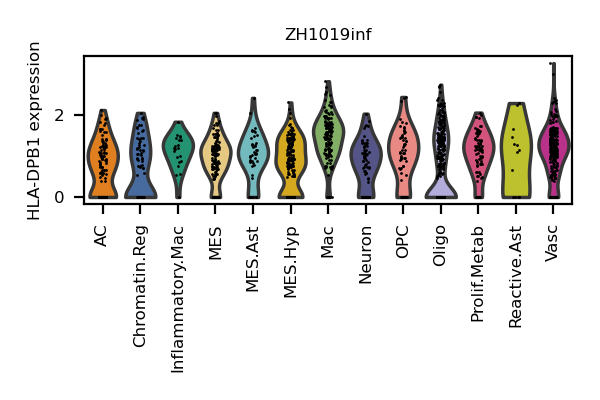 ZH1019inf
HLA-DPB1 expression
2
0
AC
Chromatin.Reg
Inflammatory.Mac
MES
MES.Ast
MES.Hyp
Mac
Neuron
OPC
Oligo
Prolif.Metab
Reactive.Ast
Vasc